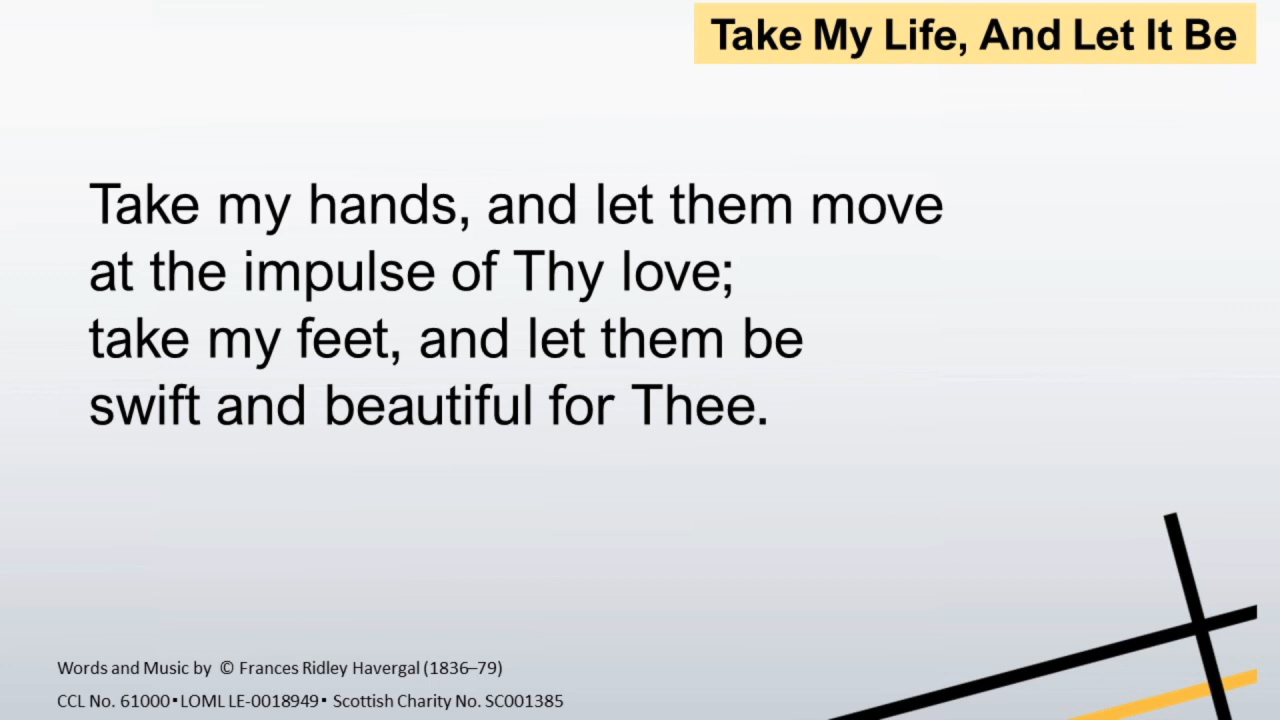 Take My Life, And Let It Be
Take my hands, and let them move
at the impulse of Thy love;
take my feet, and let them be
swift and beautiful for Thee.
Words and Music by © Frances Ridley Havergal (1836–79)
CCL No. 61000▪LOML LE-0018949▪ Scottish Charity No. SC001385